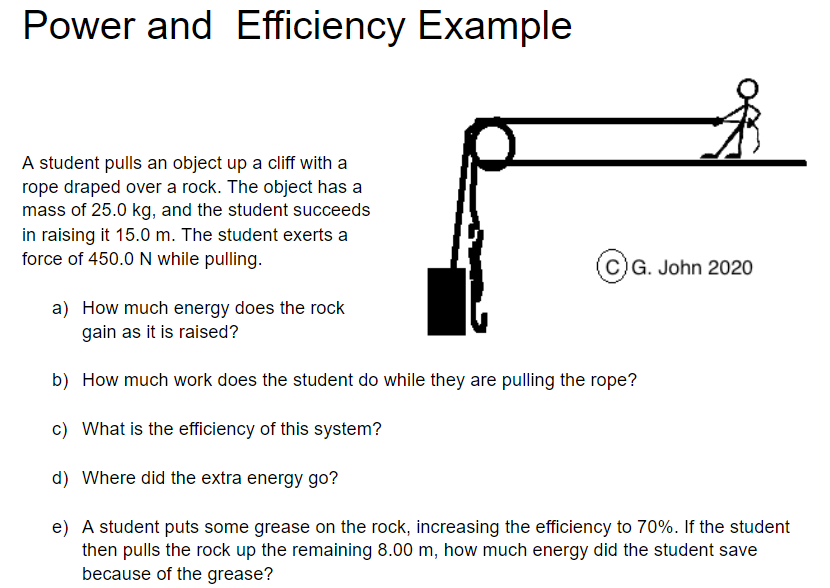 Power and  Efficiency Example
A student pulls an object up a cliff with a
rope draped over a rock. The object has a
mass of 25.0 kg, and the student succeeds
in raising it 15.0 m. The student exerts a
force of 450.0 N while pulling.
© G. John 2020
a) How much energy does the rock
gain as it is raised?
b) How much work does the student do while they are pulling the rope?
c) What is the efficiency of this system?
d) Where did the extra energy go?
e) A student puts some grease on the rock, increasing the efficiency to 70%. If the student
then pulls the rock up the remaining 8.00 m, how much energy did the student save
because of the grease?